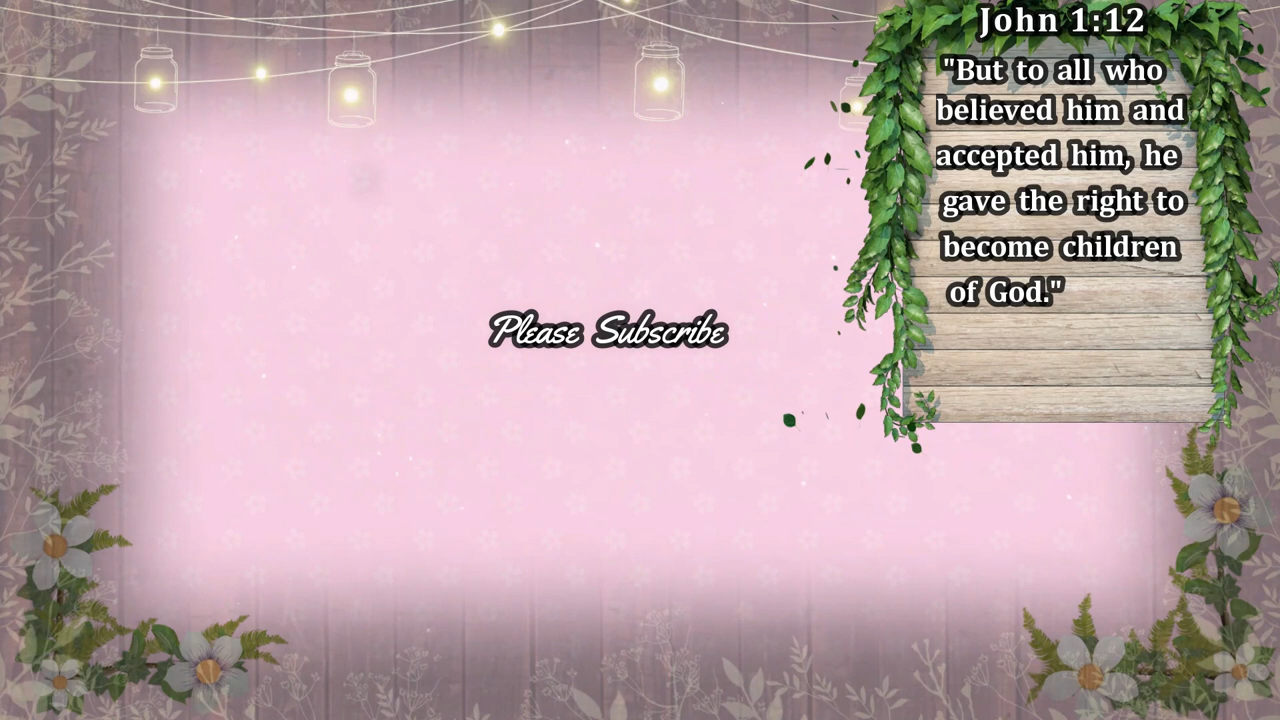 John 1:12
"But to all who
believed him and
accepted him, he
gave the right to
become children
of God."
Please Subscribe